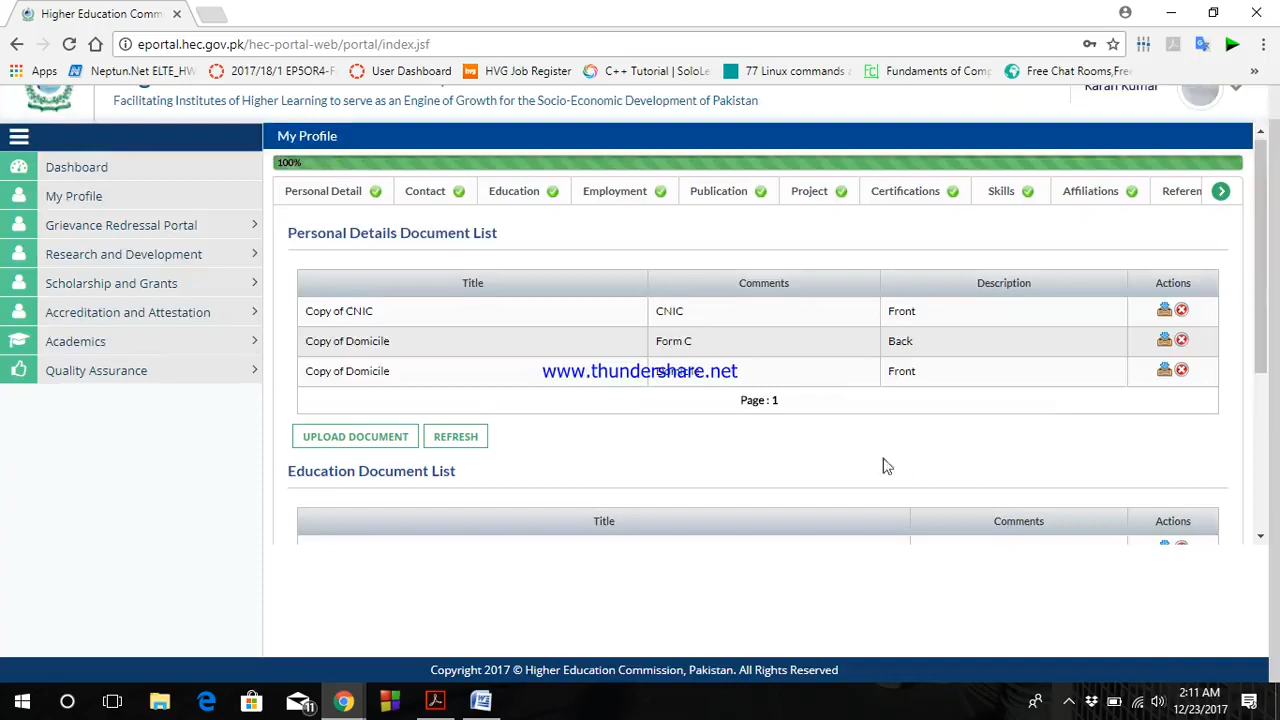 Higher Education Comm
eportal.hec.gov.pk/hec-portal-web/portal/index.jsf
Apps Neptun.Net ELTE_HW 2017/18/1 EP5G24-F User Dashboard HVG Job Register C++ Tutorial | SoloLe 77 Linux commands Fundaments of Comp Free Chat Rooms,Fre »
Facilitating Institutes of Higher Learning to serve as an Engine of Growth for the Socio-Economic Development of Pakistan
Karan Kumar
My Profile
100%
Dashboard
My Profile
Grievance Redressal Portal
Research and Development
Scholarship and Grants
Accreditation and Attestation
Academics
Quality Assurance
Personal Detail Contact Education Employment Publication Project Certifications Skills Affiliations Referen
Personal Details Document List
Title Comments Description Actions
Copy of CNIC CNIC Front
Copy of Domicile Form C Back
Copy of Domicile Front
www.thundershare.net
Page : 1
UPLOAD DOCUMENT REFRESH
Education Document List
Title Comments Actions
Copyright 2017 © Higher Education Commission, Pakistan. All Rights Reserved
11
2:11 AM
12/23/2017